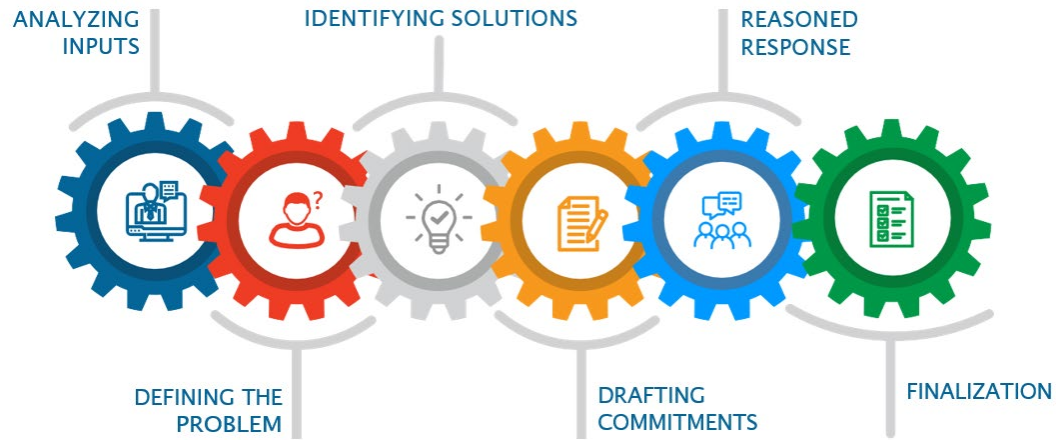 ANALYZING
INPUTS
IDENTIFYING SOLUTIONS
REASONED
RESPONSE
?
DEFINING THE
PROBLEM
DRAFTING
COMMITMENTS
FINALIZATION